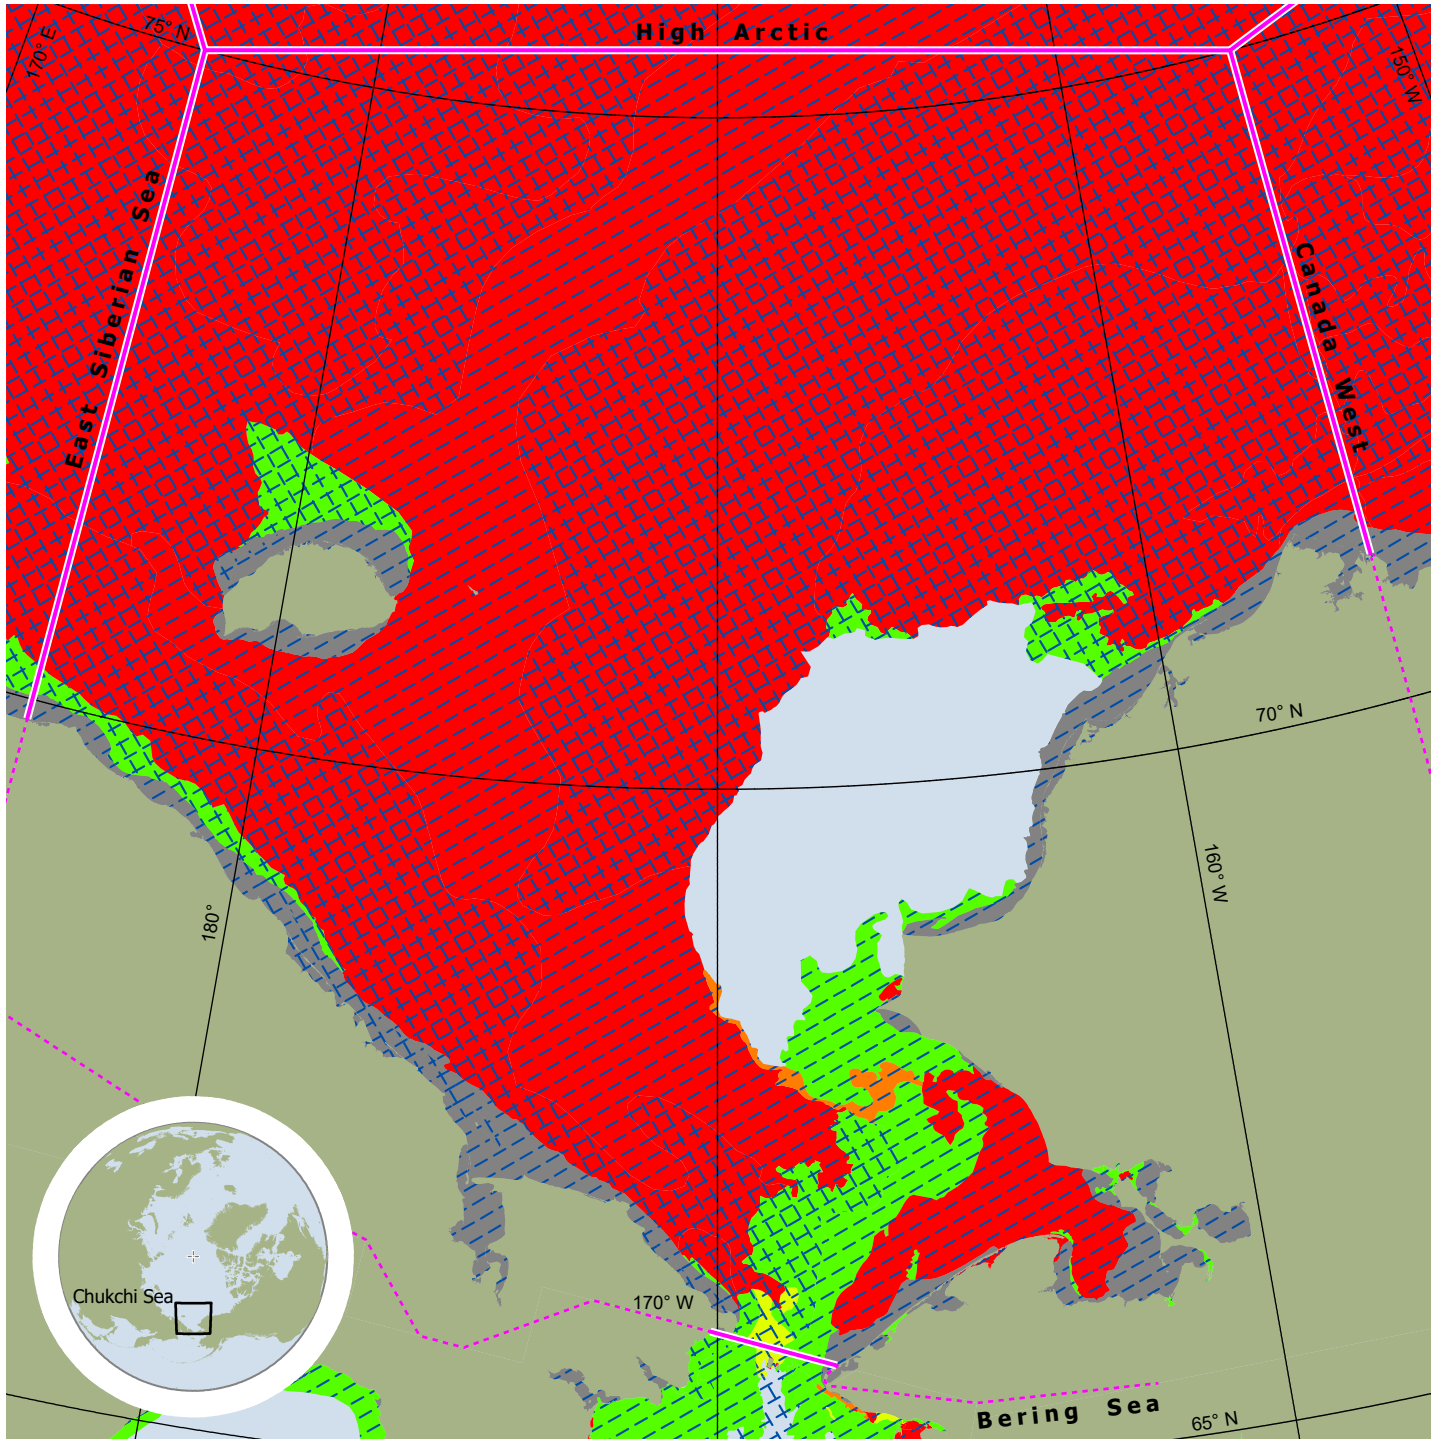 High Arctic
75° N
170° E
150° W
East Siberian Sea
Canada West
70° N
160° W
180°
Chukchi Sea
170° W
Bering Sea
65° N